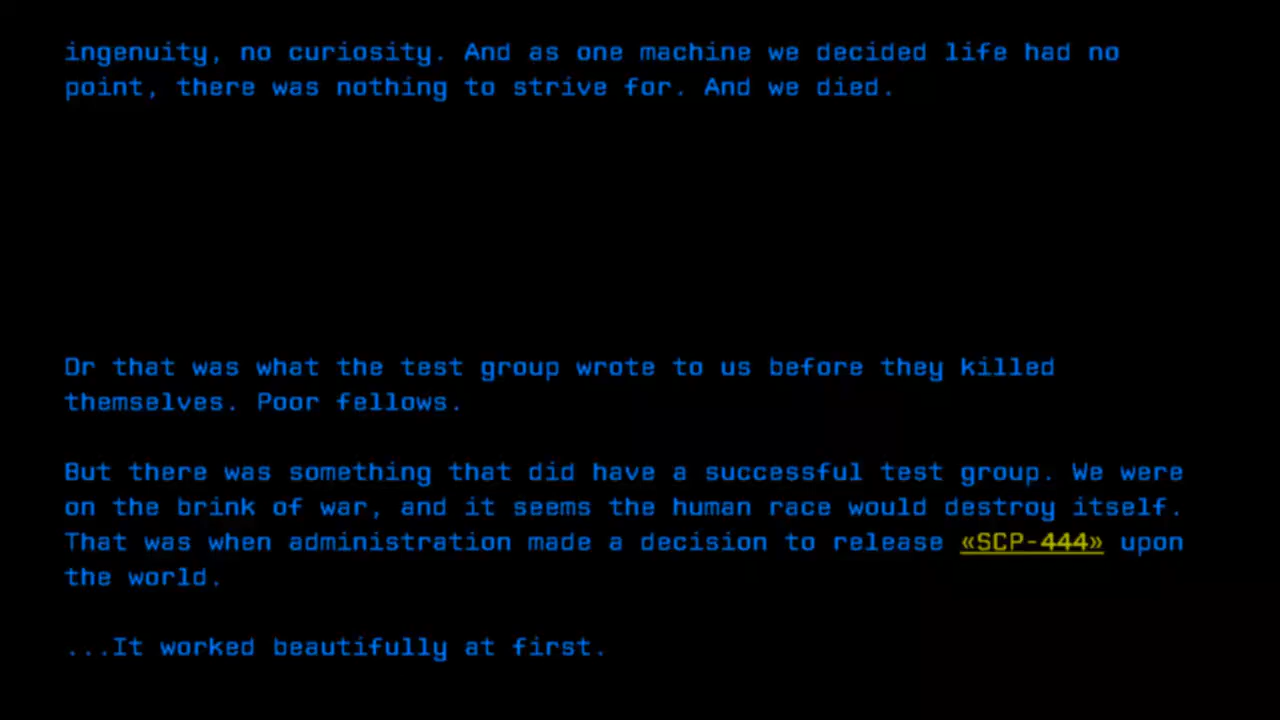 ingenuity, no curiosity. And as one machine we decided life had no
point, there was nothing to strive for. And we died.
Or that was what the test group wrote to us before they killed
themselves. Poor fellows.
But there was something that did have a successful test group. We were
on the brink of war, and it seems the human race would destroy itself.
That was when administration made a decision to release «SCP-444» upon
the world.
...It worked beautifully at first.